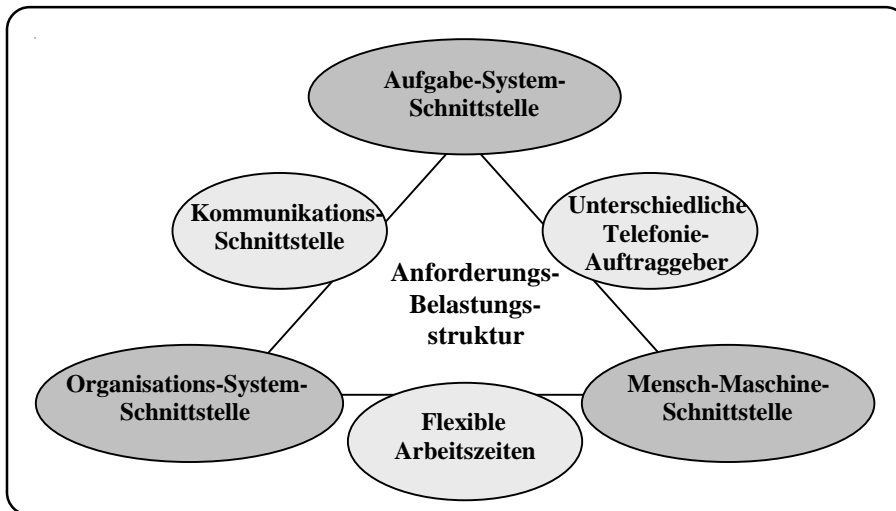 Aufgabe-System-
Schnittstelle
Kommunikations-
Schnittstelle
Unterschiedliche
Telefonie-
Auftraggeber
Anforderungs-
Belastungs-
struktur
Organisations-System-
Schnittstelle
Mensch-Maschine-
Schnittstelle
Flexible
Arbeitszeiten